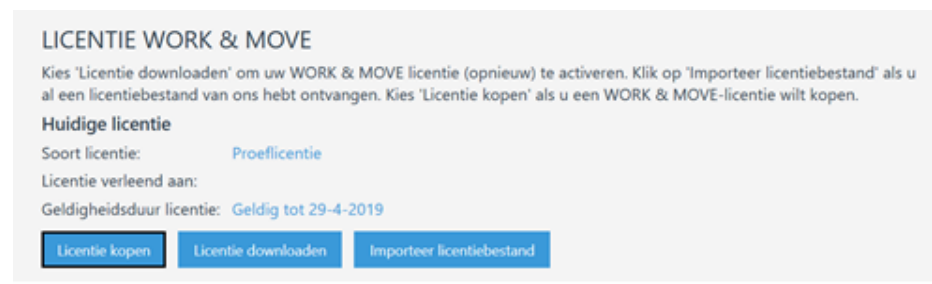 LICENTIE WORK & MOVE
Kies 'Licentie downloaden' om uw WORK & MOVE licentie (opnieuw) te activeren. Klik op 'Importeer licentiebestand' als u
al een licentiebestand van ons hebt ontvangen. Kies 'Licentie kopen' als u een WORK & MOVE-licentie wilt kopen.
Huidige licentie
Soort licentie: Proeflicentie
Licentie verleend aan:
Geldigheidsduur licentie: Geldig tot 29-4-2019
Licentie kopen Licentie downloaden Importeer licentiebestand